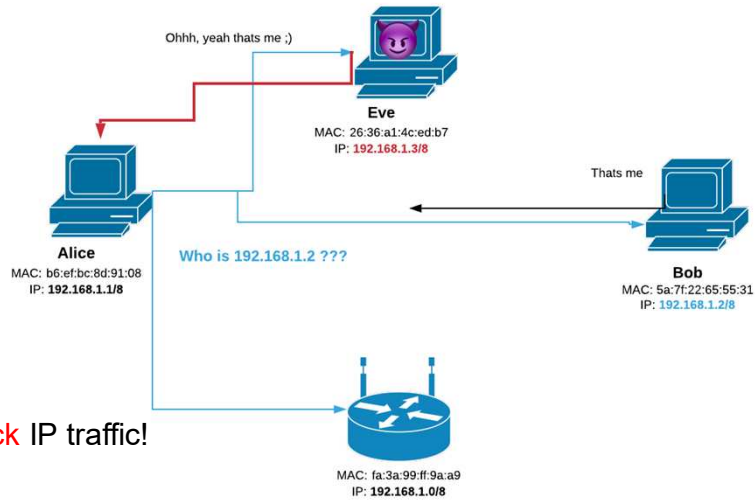 Ohhh, yeah thats me ;)
Eve
MAC: 26:36:a1:4c:ed:b7
IP: 192.168.1.3/8
Thats me
Alice
MAC: b6:ef:bc:8d:91:08
IP: 192.168.1.1/8
Who is 192.168.1.2 ???
Bob
MAC: 5a:7f:22:65:55:31
IP: 192.168.1.2/8
ck IP traffic!
MAC: fa:3a:99:ff:9a:a9
IP: 192.168.1.0/8